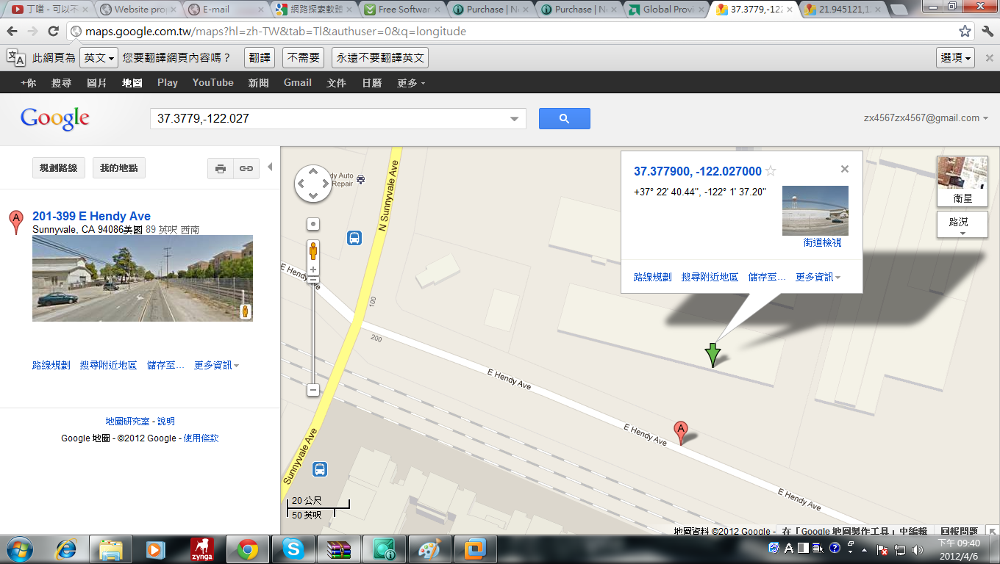 丁噹 - 可以不
Website prop
E-mail
網路探索軟體
Free Softwar
Purchase | Ne
Purchase | Ne
Global Provi
37.3779,-122
21.945121,1
maps.google.com.tw/maps?hl=zh-TW&tab=Tl&authuser=0&q=longitude
此網頁為 英文 您要翻譯網頁內容嗎？ 翻譯 不需要 永遠不要翻譯英文 選項
+你 搜尋 圖片 地圖 Play YouTube 新聞 Gmail 文件 日曆 更多
Google
37.3779,-122.027
zx4567zx4567@gmail.com
規劃路線 我的地點
A
201-399 E Hendy Ave
Sunnyvale, CA 94086美國 89 英呎 西南
路線規劃 搜尋附近地區 儲存至... 更多資訊
地圖研究室 - 說明
Google 地圖 - ©2012 Google - 使用條款
dy Auto
Repair
N Sunnyvale Ave
37.377900, -122.027000
+37° 22' 40.44", -122° 1' 37.20"
街道檢視
路線規劃 搜尋附近地區 儲存至... 更多資訊
衛星
路況
E Hendy Ave
100
200
E Hendy Ave
A
E Hendy Ave
E Hendy Ave
Sunnyvale Ave
20 公尺
50 英呎
地圖資料 ©2012 Google - 在「Google 地圖製作工具」中編輯 回報問題
zynga
A
下午 09:40
2012/4/6